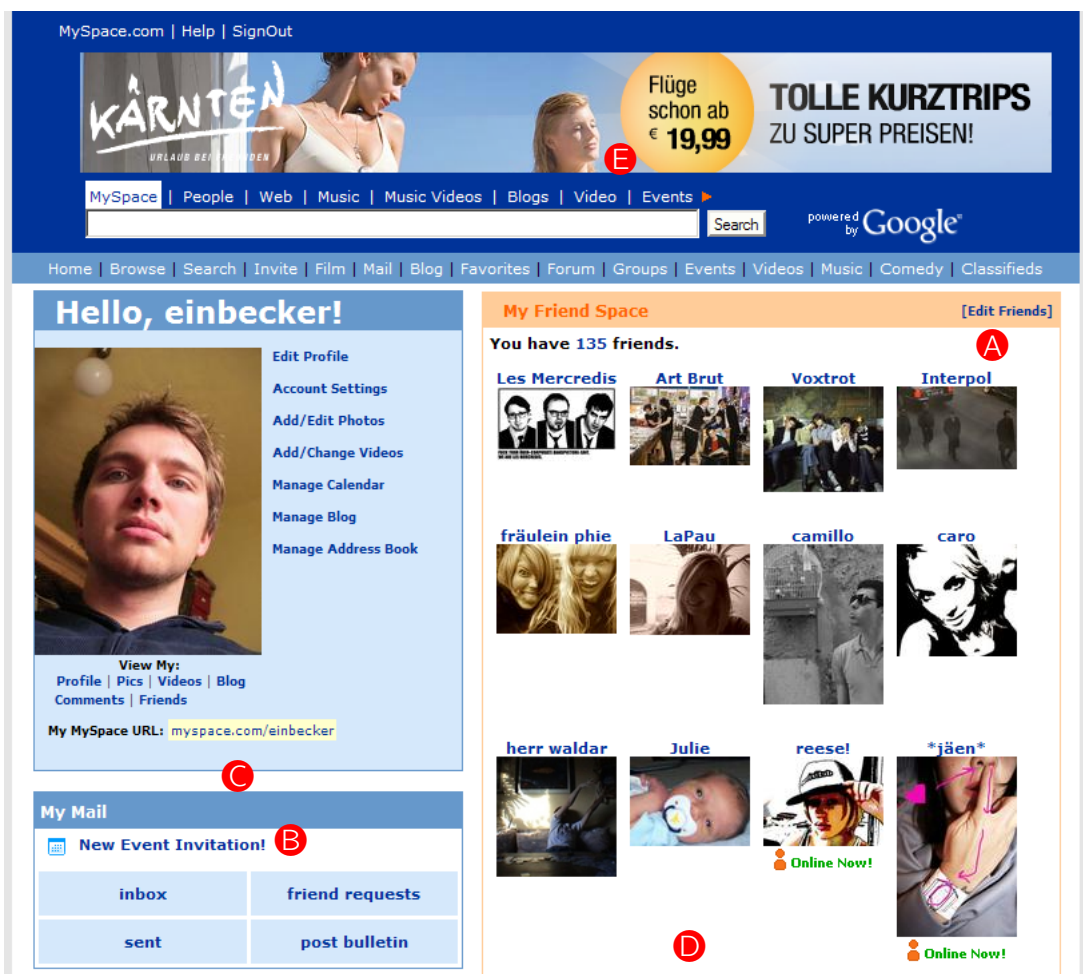 MySpace.com | Help | SignOut
KÄRNTEN
URLAUB BEI FREUNDEN
Flüge
schon ab
€ 19,99
TOLLE KURZTRIPS
ZU SUPER PREISEN!
E
MySpace | People | Web | Music | Music Videos | Blogs | Video | Events
Search
powered by Google
Home | Browse | Search | Invite | Film | Mail | Blog | Favorites | Forum | Groups | Events | Videos | Music | Comedy | Classifieds
Hello, einbecker!
Edit Profile
Account Settings
Add/Edit Photos
Add/Change Videos
Manage Calendar
Manage Blog
Manage Address Book
View My:
Profile | Pics | Videos | Blog
Comments | Friends
My MySpace URL: myspace.com/einbecker
C
My Mail
New Event Invitation!
B
inbox friend requests
sent post bulletin
My Friend Space [Edit Friends]
A
You have 135 friends.
Les Mercredis Art Brut Voxtrot Interpol
fräulein phie LaPau camillo caro
herr waldar Julie reese! *jäen*
Online Now!
Online Now!
D